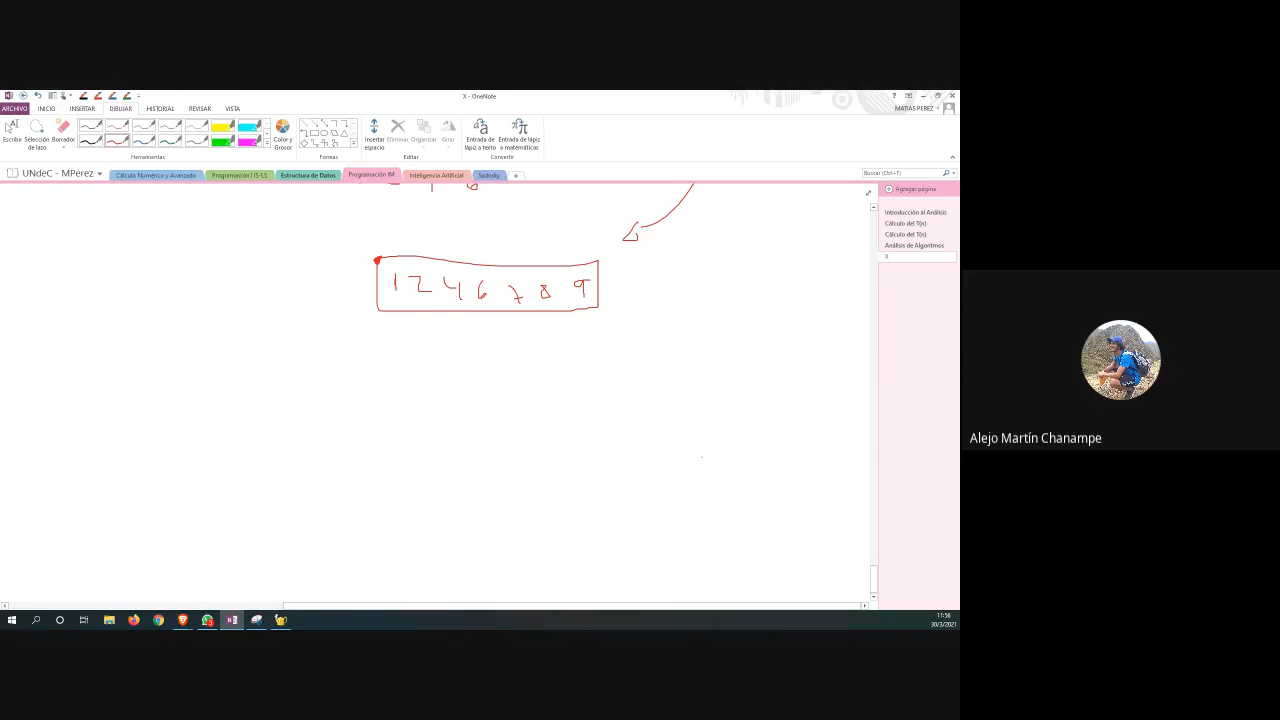 X - OneNote
ARCHIVO INICIO INSERTAR DIBUJAR HISTORIAL REVISAR VISTA MATIAS PEREZ
Escribir Selección de lazo Borrador Color y Grosor Insertar espacio Eliminar Organizar Girar Entrada de lápiz a texto Entrada de lápiz a matemáticas
Herramientas Formas Editar Convertir
UNdeC - MPerez Cálculo Numérico y Avanzado Programación I IS-LS Estructura de Datos Programación IM Inteligencia Artificial Sadosky Buscar (Ctrl+T)
Agregar página
Introducción al Análisis
Cálculo del T(n)
Cálculo del T(n)
Análisis de Algoritmos
X
1 2 4 6 7 8 9
Alejo Martín Chanampe
11:56
30/3/2021